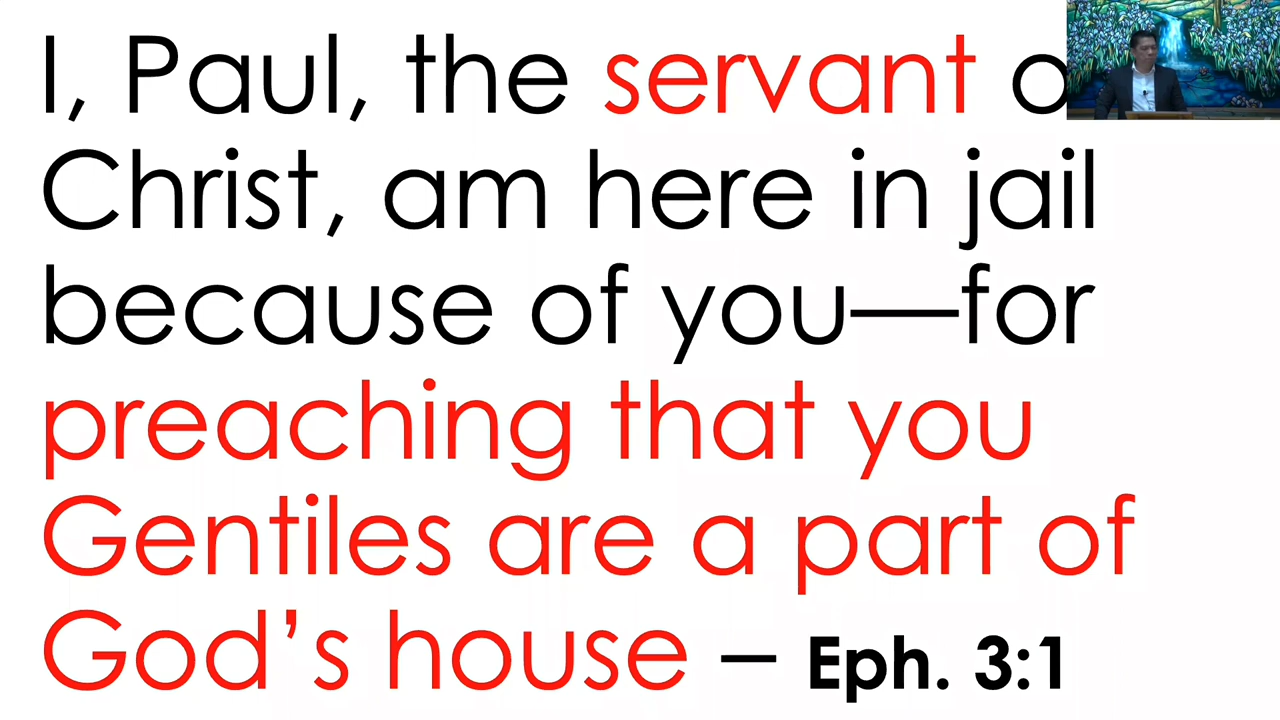 I, Paul, the servant
Christ, am here in jail
because of you—for
preaching that you
Gentiles are a part of
God’s house – Eph. 3:1